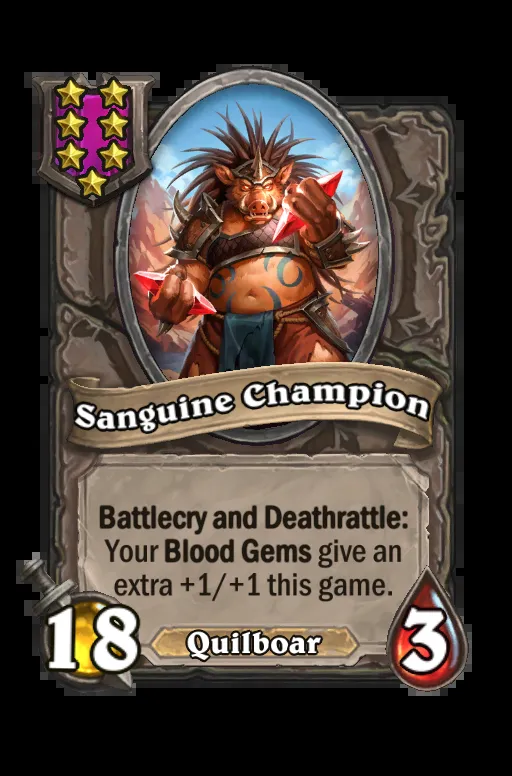 Sanguine Champion
Battlecry and Deathrattle:
Your Blood Gems give an
extra +1/+1 this game.
18
Quilboar
3